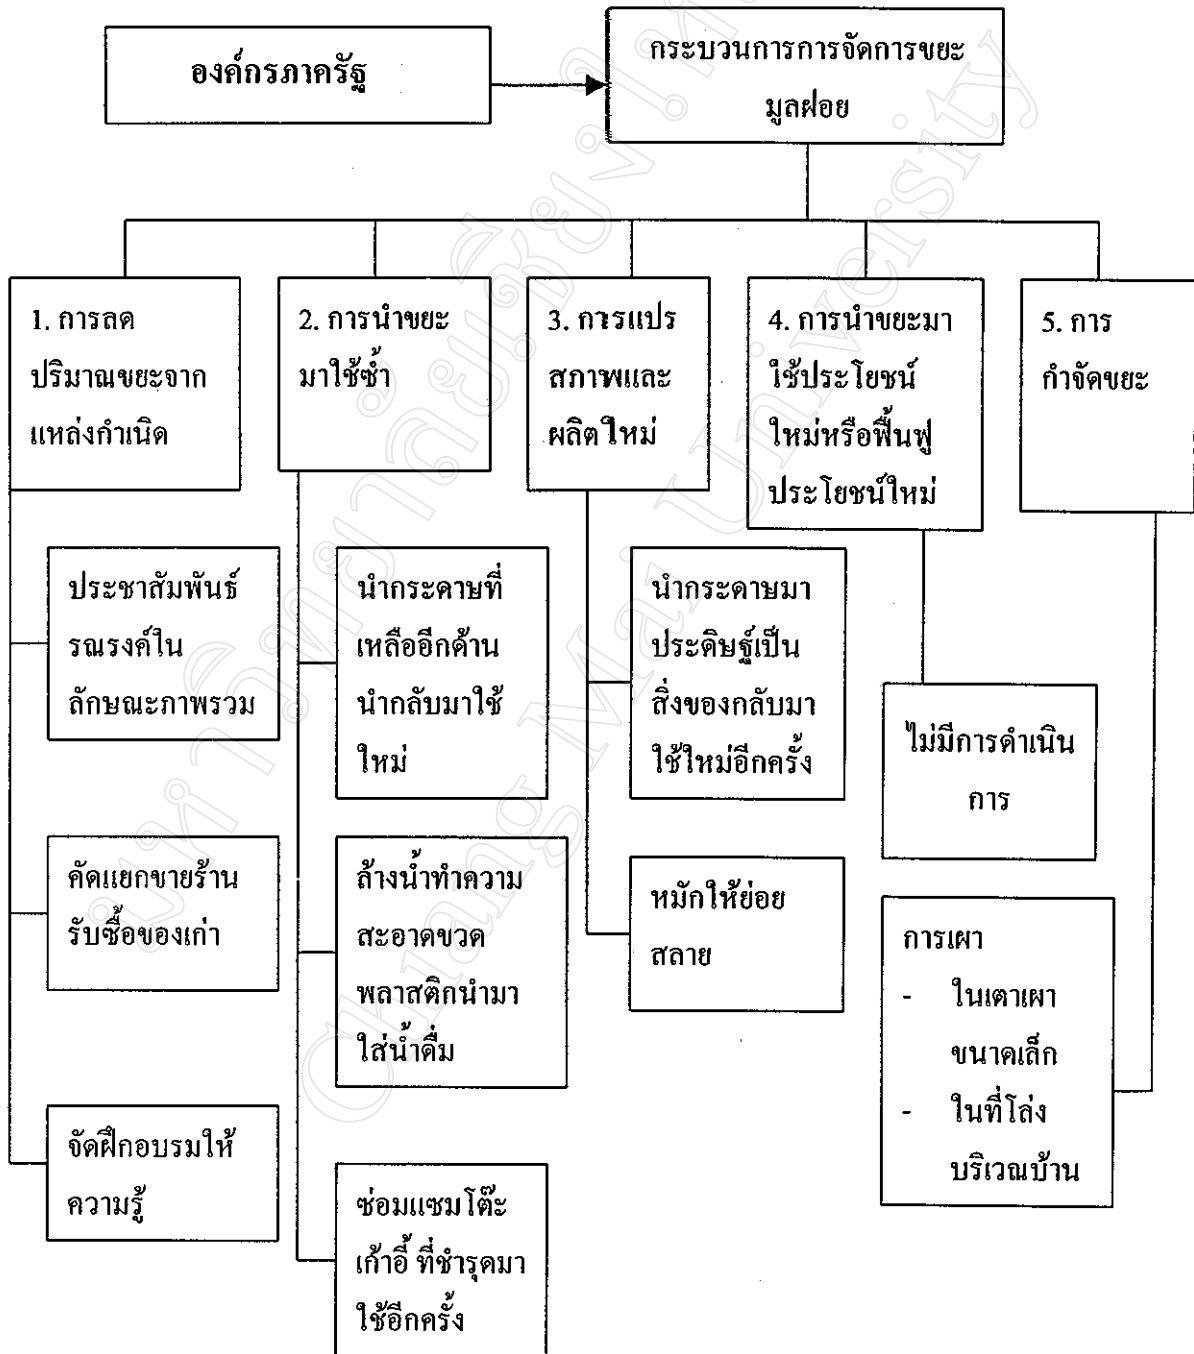 องค์กรภาครัฐ
กระบวนการการจัดการขยะ
มูลฝอย
1. การลด
ปริมาณขยะจาก
แหล่งกำเนิด
2. การนำขยะ
มาใช้ซ้ำ
3. การแปร
สภาพและ
ผลิตใหม่
4. การนำขยะมา
ใช้ประโยชน์
ใหม่หรือฟื้นฟู
ประโยชน์ใหม่
5. การ
กำจัดขยะ
ประชาสัมพันธ์
รณรงค์ใน
ลักษณะภาพรวม
นำกระดาษที่
เหลืออีกด้าน
นำกลับมาใช้
ใหม่
นำกระดาษมา
ประดิษฐ์เป็น
สิ่งของกลับมา
ใช้ใหม่อีกครั้ง
ไม่มีการดำเนิน
การ
คัดแยกขายร้าน
รับซื้อของเก่า
ล้างน้ำทำความ
สะอาดขวด
พลาสติกนำมา
ใส่น้ำดื่ม
หมักให้ย่อย
สลาย
การเผา
- ในเตาเผา
ขนาดเล็ก
- ในที่โล่ง
บริเวณบ้าน
จัดฝึกอบรมให้
ความรู้
ซ่อมแซมโต๊ะ
เก้าอี้ ที่ชำรุดมา
ใช้อีกครั้ง
มหาวิทยาลัยเชียงใหม่
Chiang Mai University